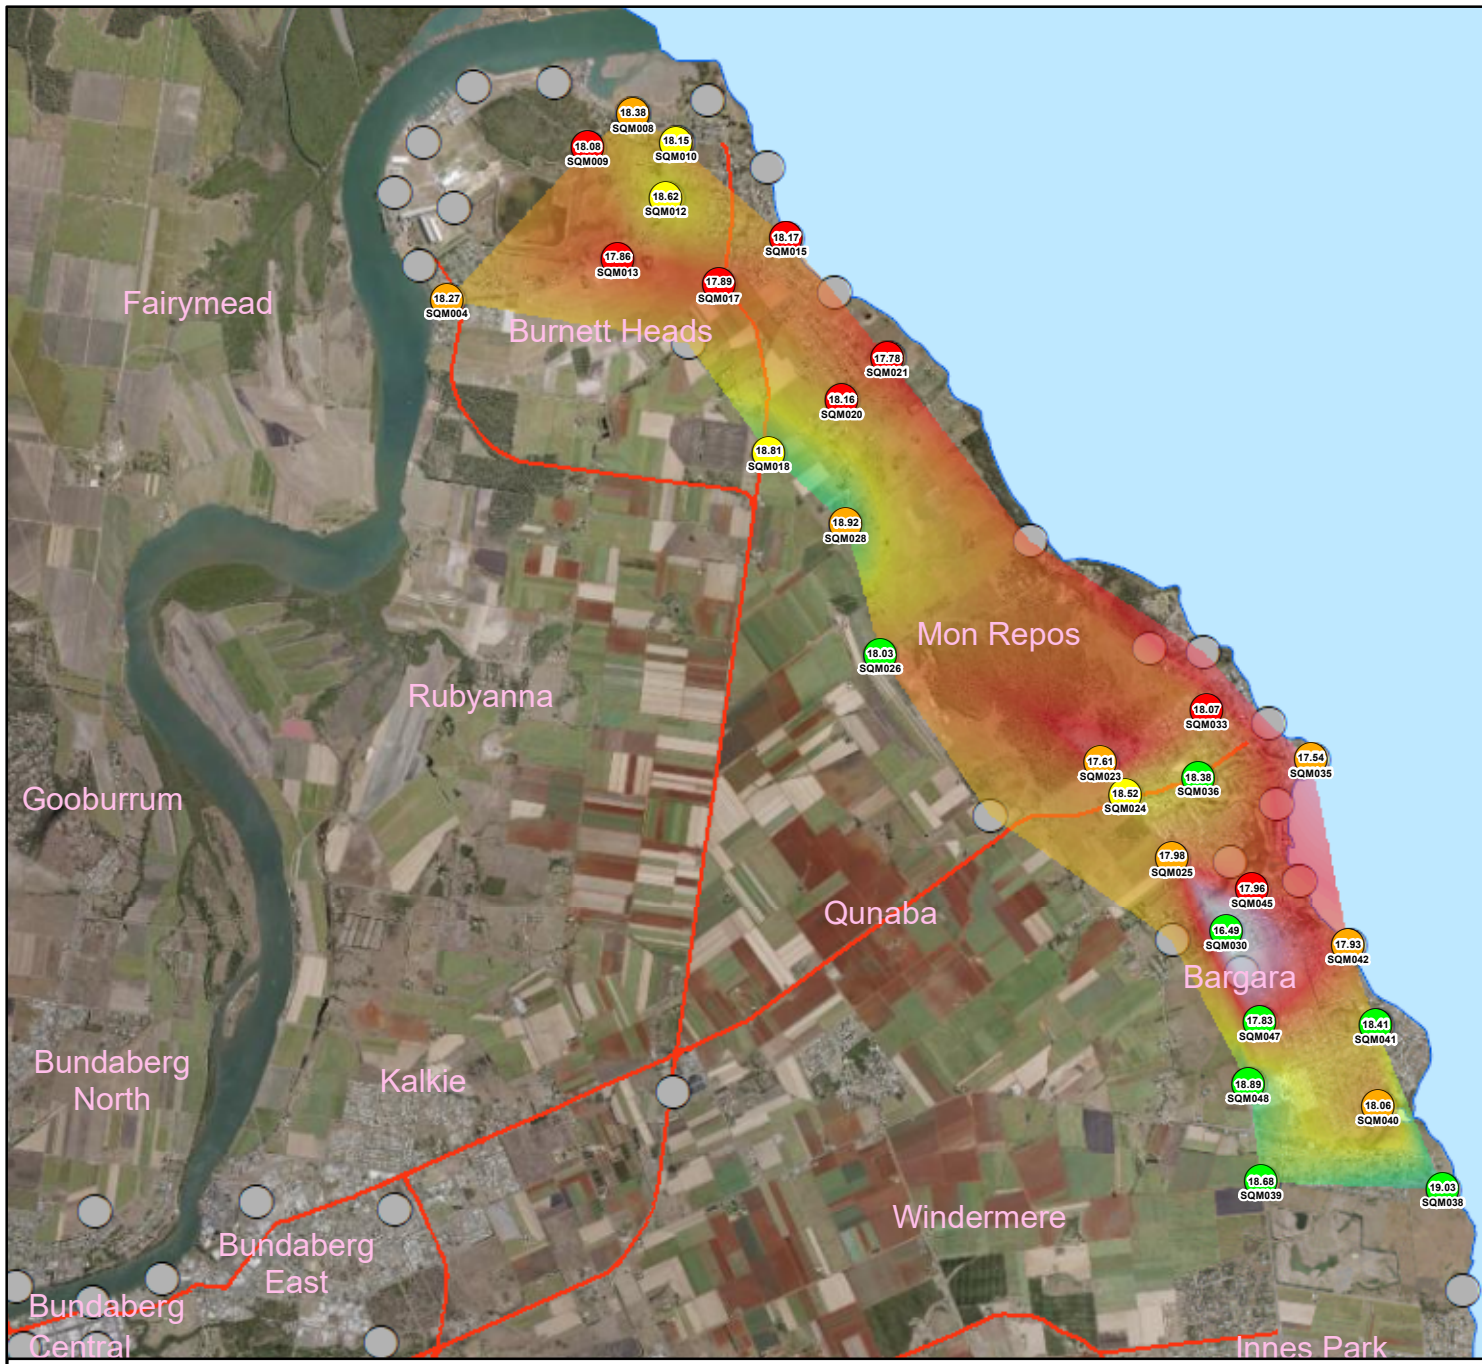 18.38
SQM008
18.08
SQM009
18.15
SQM010
18.62
SQM012
18.17
SQM015
17.86
SQM013
17.89
SQM017
18.27
SQM004
Fairymead
Burnett Heads
17.78
SQM021
18.16
SQM020
18.81
SQM018
18.92
SQM028
Mon Repos
18.03
SQM026
Rubyanna
18.07
SQM033
17.61
SQM023
17.54
SQM035
18.38
SQM036
18.52
SQM024
Gooburrum
17.98
SQM025
17.96
SQM045
Qunaba
16.49
SQM030
17.93
SQM042
Bargara
17.83
SQM047
18.41
SQM041
Bundaberg
North
Kalkie
18.89
SQM048
18.06
SQM040
18.68
SQM039
19.03
SQM038
Windermere
Bundaberg
East
Bundaberg
Central
Innes Park